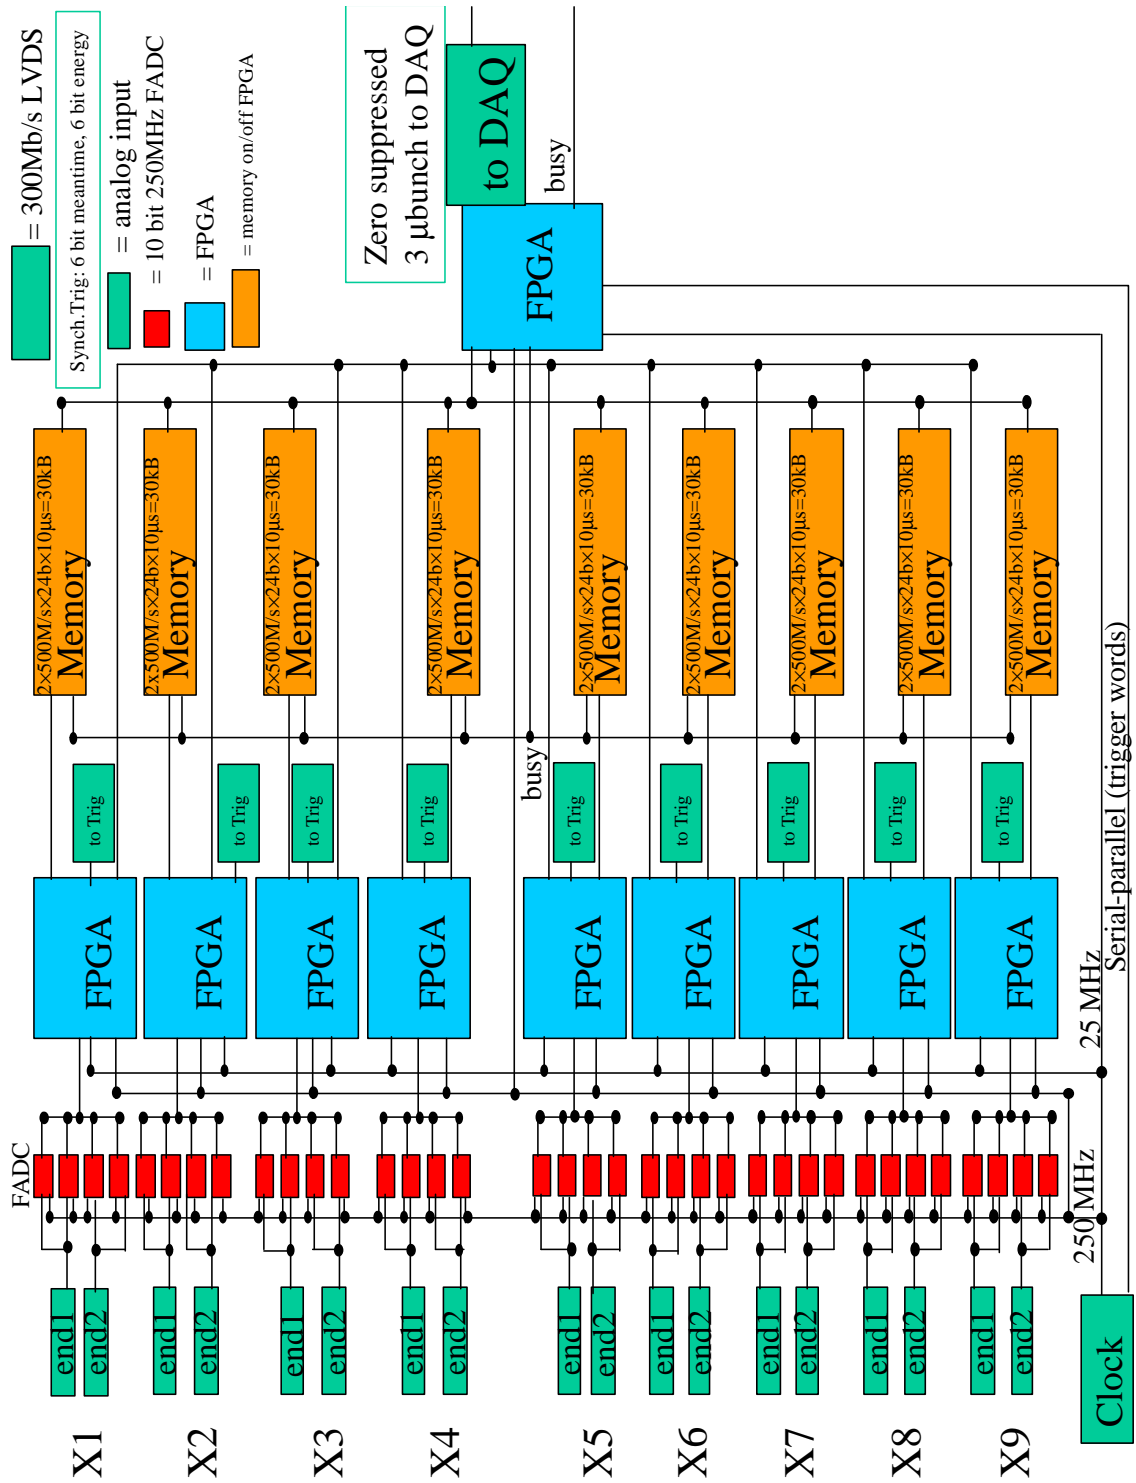 = 300Mb/s LVDS
Synch.Trig: 6 bit meantime, 6 bit energy
= analog input
= 10 bit 250MHz FADC
= FPGA
= memory on/off FPGA
Zero suppressed
3 μbunch to DAQ
to DAQ
busy
FPGA
2×500M/s×24b×10μs=30kB
Memory
2x500M/s×24b×10μs=30kB
Memory
2×500M/s×24b×10μs=30kB
Memory
2×500M/s×24b×10μs=30kB
Memory
2×500M/s×24b×10μs=30kB
Memory
2×500M/s×24b×10μs=30kB
Memory
2×500M/s×24b×10μs=30kB
Memory
2×500M/s×24b×10μs=30kB
Memory
2×500M/s×24b×10μs=30kB
Memory
busy
to Trig
to Trig
to Trig
to Trig
to Trig
to Trig
to Trig
to Trig
to Trig
FPGA
FPGA
FPGA
FPGA
FPGA
FPGA
FPGA
FPGA
FPGA
Serial-parallel (trigger words)
25 MHz
FADC
250 MHz
end1
end2
end1
end2
end1
end2
end1
end2
end1
end2
end1
end2
end1
end2
end1
end2
end1
end2
Clock
X1
X2
X3
X4
X5
X6
X7
X8
X9